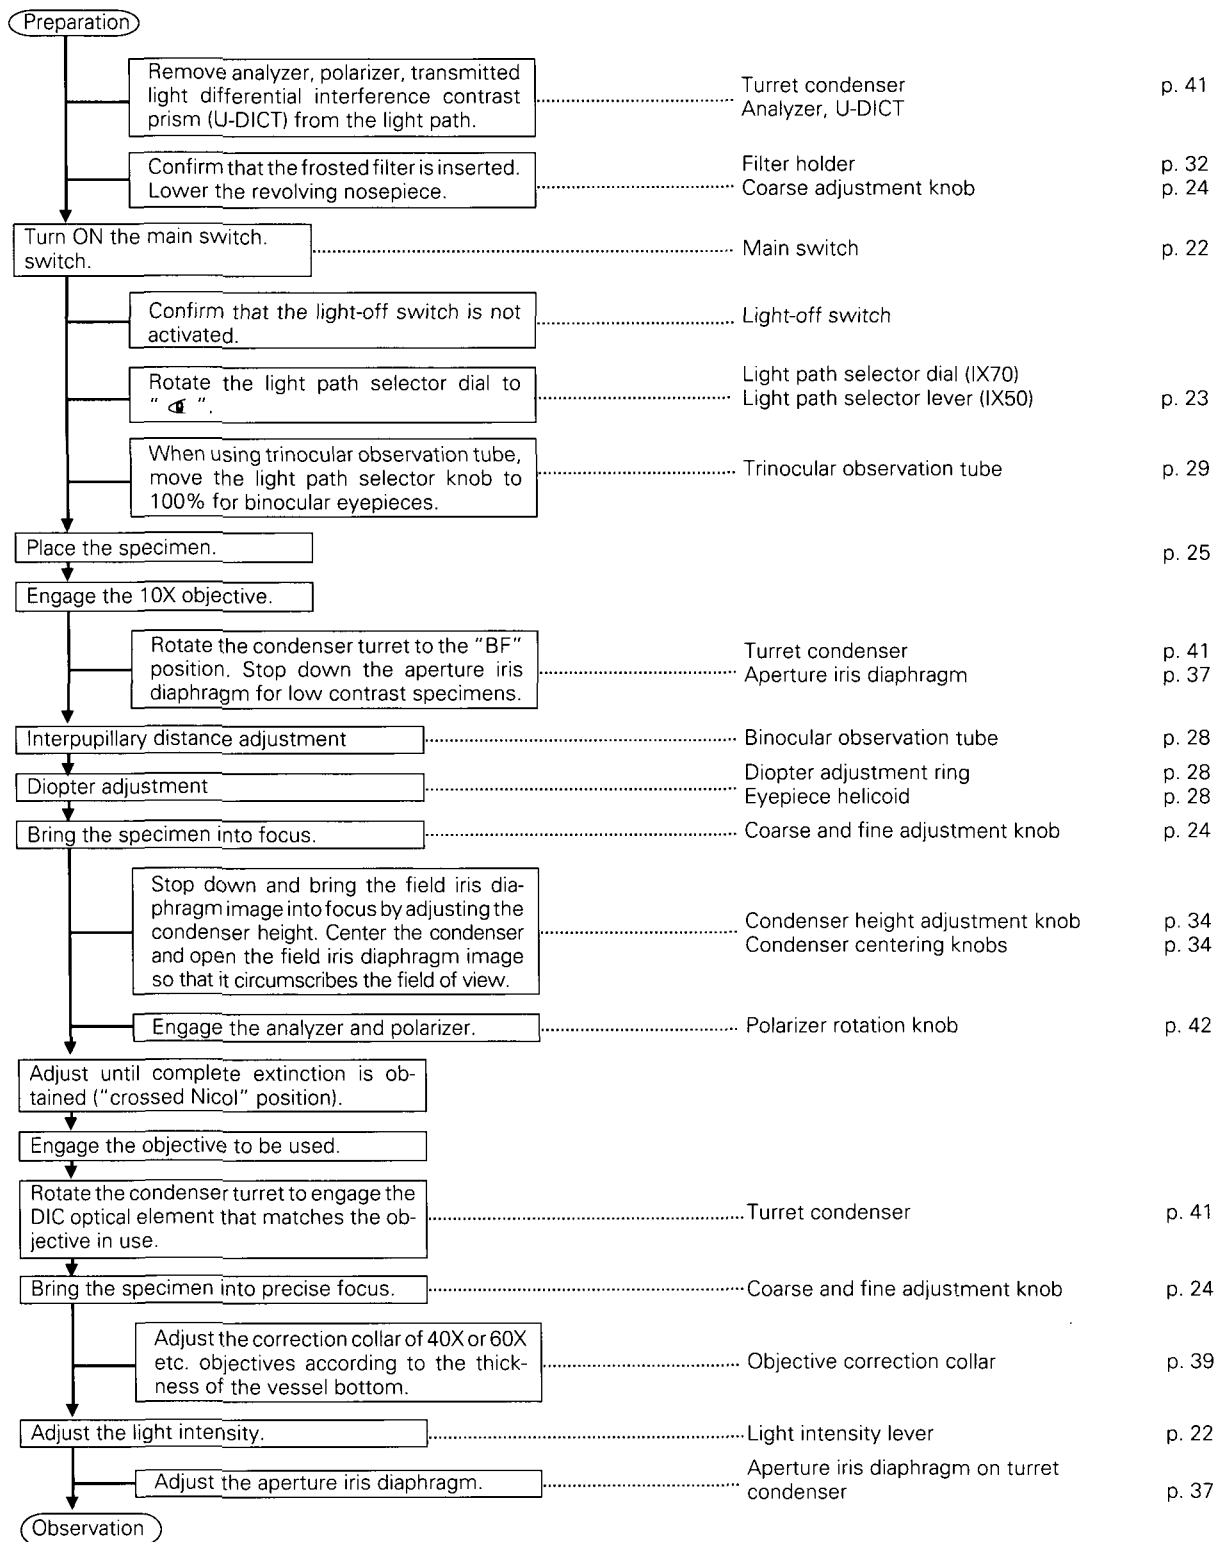 Preparation
Remove analyzer, polarizer, transmitted
light differential interference contrast
prism (U-DICT) from the light path.
Turret condenser p. 41
Analyzer, U-DICT
Confirm that the frosted filter is inserted.
Lower the revolving nosepiece.
Filter holder p. 32
Coarse adjustment knob p. 24
Turn ON the main switch.
switch.
Main switch p. 22
Confirm that the light-off switch is not
activated.
Light-off switch
Rotate the light path selector dial to
" ".
Light path selector dial (IX70)
Light path selector lever (IX50) p. 23
When using trinocular observation tube,
move the light path selector knob to
100% for binocular eyepieces.
Trinocular observation tube p. 29
Place the specimen. p. 25
Engage the 10X objective.
Rotate the condenser turret to the "BF"
position. Stop down the aperture iris
diaphragm for low contrast specimens.
Turret condenser p. 41
Aperture iris diaphragm p. 37
Interpupillary distance adjustment Binocular observation tube p. 28
Diopter adjustment
Diopter adjustment ring p. 28
Eyepiece helicoid p. 28
Bring the specimen into focus. Coarse and fine adjustment knob p. 24
Stop down and bring the field iris dia-
phragm image into focus by adjusting the
condenser height. Center the condenser
and open the field iris diaphragm image
so that it circumscribes the field of view.
Condenser height adjustment knob p. 34
Condenser centering knobs p. 34
Engage the analyzer and polarizer. Polarizer rotation knob p. 42
Adjust until complete extinction is ob-
tained ("crossed Nicol" position).
Engage the objective to be used.
Rotate the condenser turret to engage the
DIC optical element that matches the ob-
jective in use.
Turret condenser p. 41
Bring the specimen into precise focus. Coarse and fine adjustment knob p. 24
Adjust the correction collar of 40X or 60X
etc. objectives according to the thick-
ness of the vessel bottom.
Objective correction collar p. 39
Adjust the light intensity. Light intensity lever p. 22
Adjust the aperture iris diaphragm.
Aperture iris diaphragm on turret
condenser p. 37
Observation